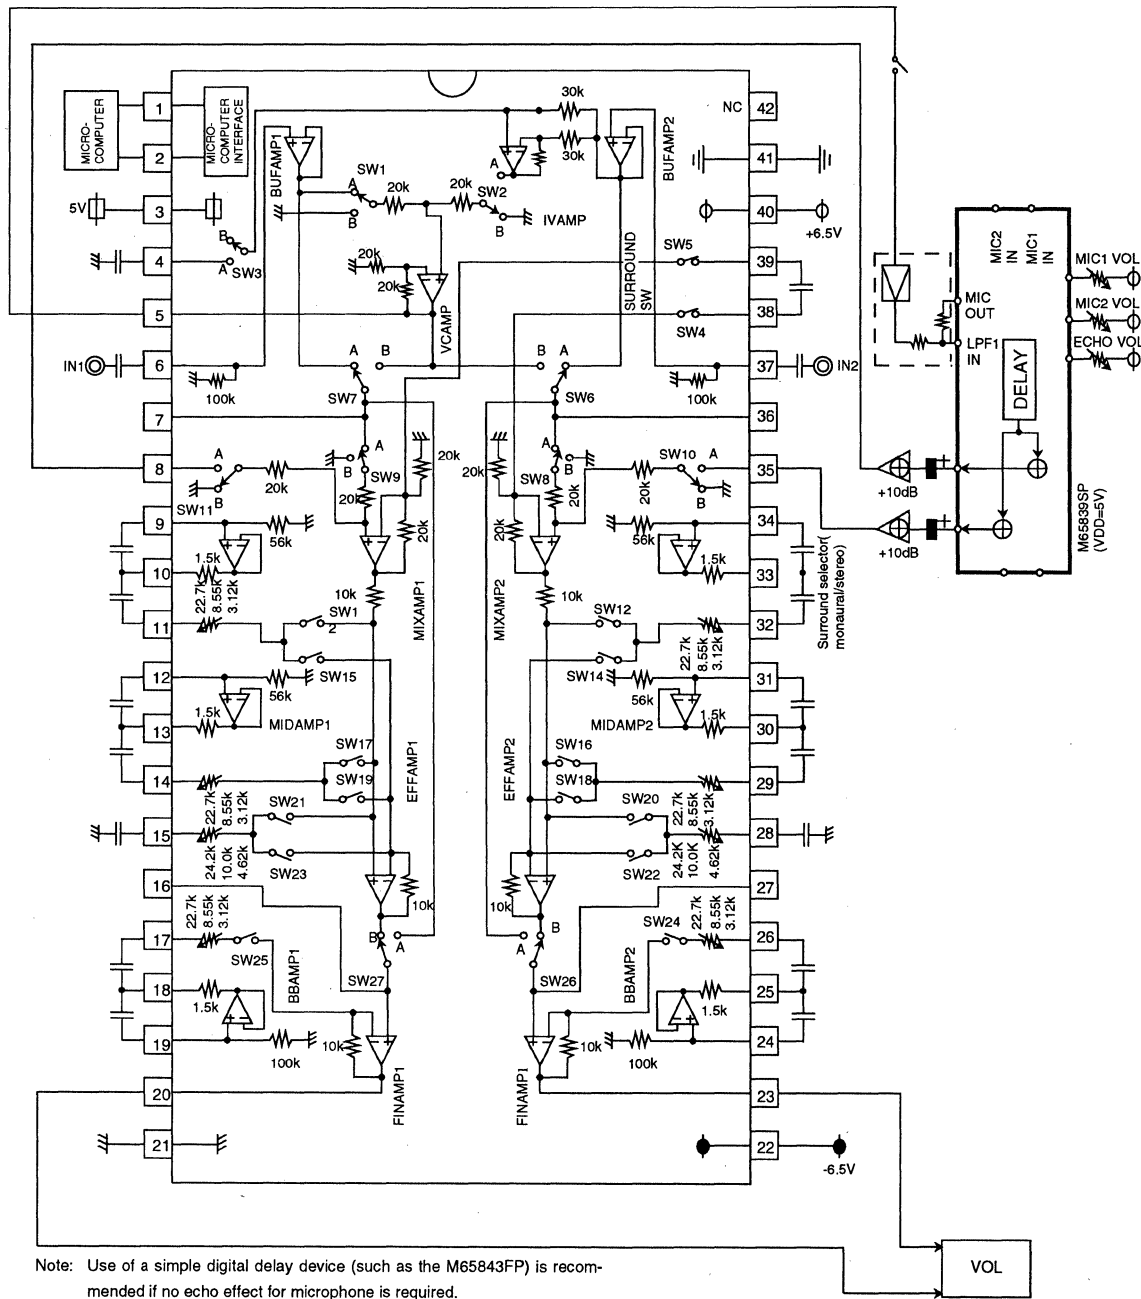 MICRO-
COMPUTER
MICRO-
COMPUTER
INTERFACE
1
2
5V
3
4
5
IN1
6
7
8
9
10
11
12
13
14
15
16
17
18
19
20
21
NC
42
41
40
+6.5V
39
38
37
IN2
36
35
34
33
32
31
30
29
28
27
26
25
24
23
22
-6.5V
BUFAMP1
BUFAMP2
30k
30k
A
SW1
A
B
20k
20k
SW2
B
IVAMP
B
A
SW3
20k
20k
VCAMP
SURROUND
SW
SW5
SW4
100k
100k
A
B
SW7
B
A
SW6
A
B
SW11
20k
A
B
SW9
20k
20k
20k
A
B
SW8
20k
20k
20k
20k
SW10
A
B
56k
1.5k
22.7k
8.55k
3.12k
10k
MIXAMP1
MIXAMP2
10k
56k
1.5k
SW1
2
SW15
SW12
SW14
22.7k
8.55k
3.12k
56k
1.5k
MIDAMP1
56k
1.5k
MIDAMP2
SW17
SW19
SW21
SW23
EFFAMP1
EFFAMP2
SW16
SW18
SW20
SW22
22.7k
8.55k
3.12k
24.2k
10.0k
4.62k
22.7k
8.55k
3.12k
24.2K
10.0K
4.62k
10k
10k
22.7k
8.55k
3.12k
SW25
BBAMP1
B
A
SW27
B
A
SW26
BBAMP2
SW24
22.7k
8.55k
3.12k
1.5k
100k
10k
FINAMP1
10k
FINAMP1
1.5k
100k
Surround selector(
monaural/stereo)
MIC2
IN
MIC1
IN
MIC
OUT
LPF1
IN
DELAY
MIC1 VOL
MIC2 VOL
ECHO VOL
+10dB
+
+10dB
+
M65839SP
(VDD=5V)
VOL
Note: Use of a simple digital delay device (such as the M65843FP) is recom-
mended if no echo effect for microphone is required.